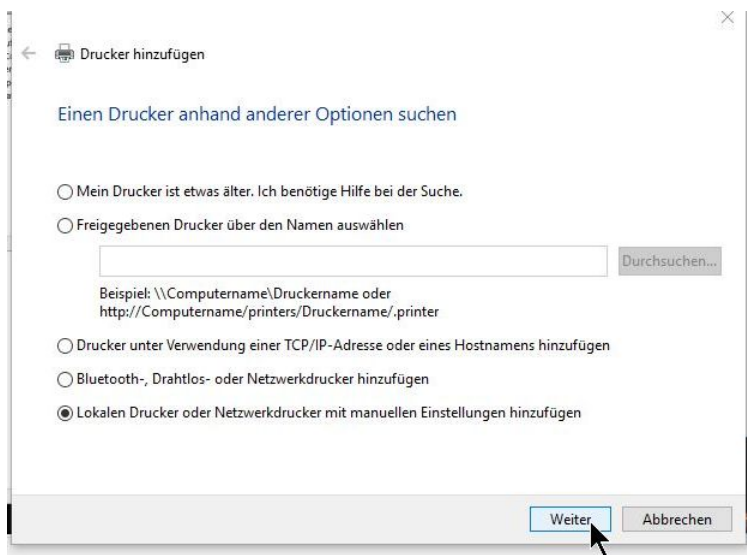 Drucker hinzufügen
Einen Drucker anhand anderer Optionen suchen
Mein Drucker ist etwas älter. Ich benötige Hilfe bei der Suche.
Freigegebenen Drucker über den Namen auswählen
Durchsuchen...
Beispiel: \\Computername\Druckername oder
http://Computername/printers/Druckername/.printer
Drucker unter Verwendung einer TCP/IP-Adresse oder eines Hostnamens hinzufügen
Bluetooth-, Drahtlos- oder Netzwerkdrucker hinzufügen
Lokalen Drucker oder Netzwerkdrucker mit manuellen Einstellungen hinzufügen
Weiter Abbrechen